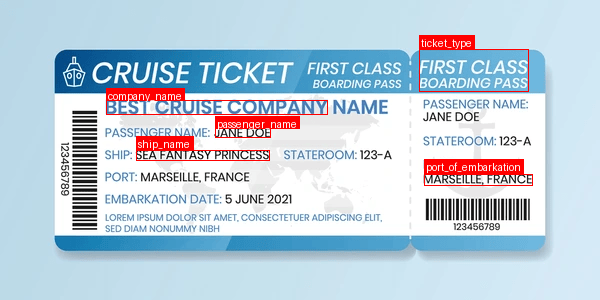 CRUISE TICKET
FIRST CLASS
BOARDING PASS
company_name
BEST CRUISE COMPANY NAME
passenger_name
PASSENGER NAME: JANE DOE
ship_name
SHIP: SEA FANTASY PRINCESS STATEROOM: 123-A
PORT: MARSEILLE, FRANCE
EMBARKATION DATE: 5 JUNE 2021
LOREM IPSUM DOLOR SIT AMET, CONSECTETUER ADIPISCING ELIT,
SED DIAM NONUMMY NIBH
123456789
ticket_type
FIRST CLASS
BOARDING PASS
PASSENGER NAME:
JANE DOE
STATEROOM: 123-A
port_of_embarkation
MARSEILLE, FRANCE
123456789